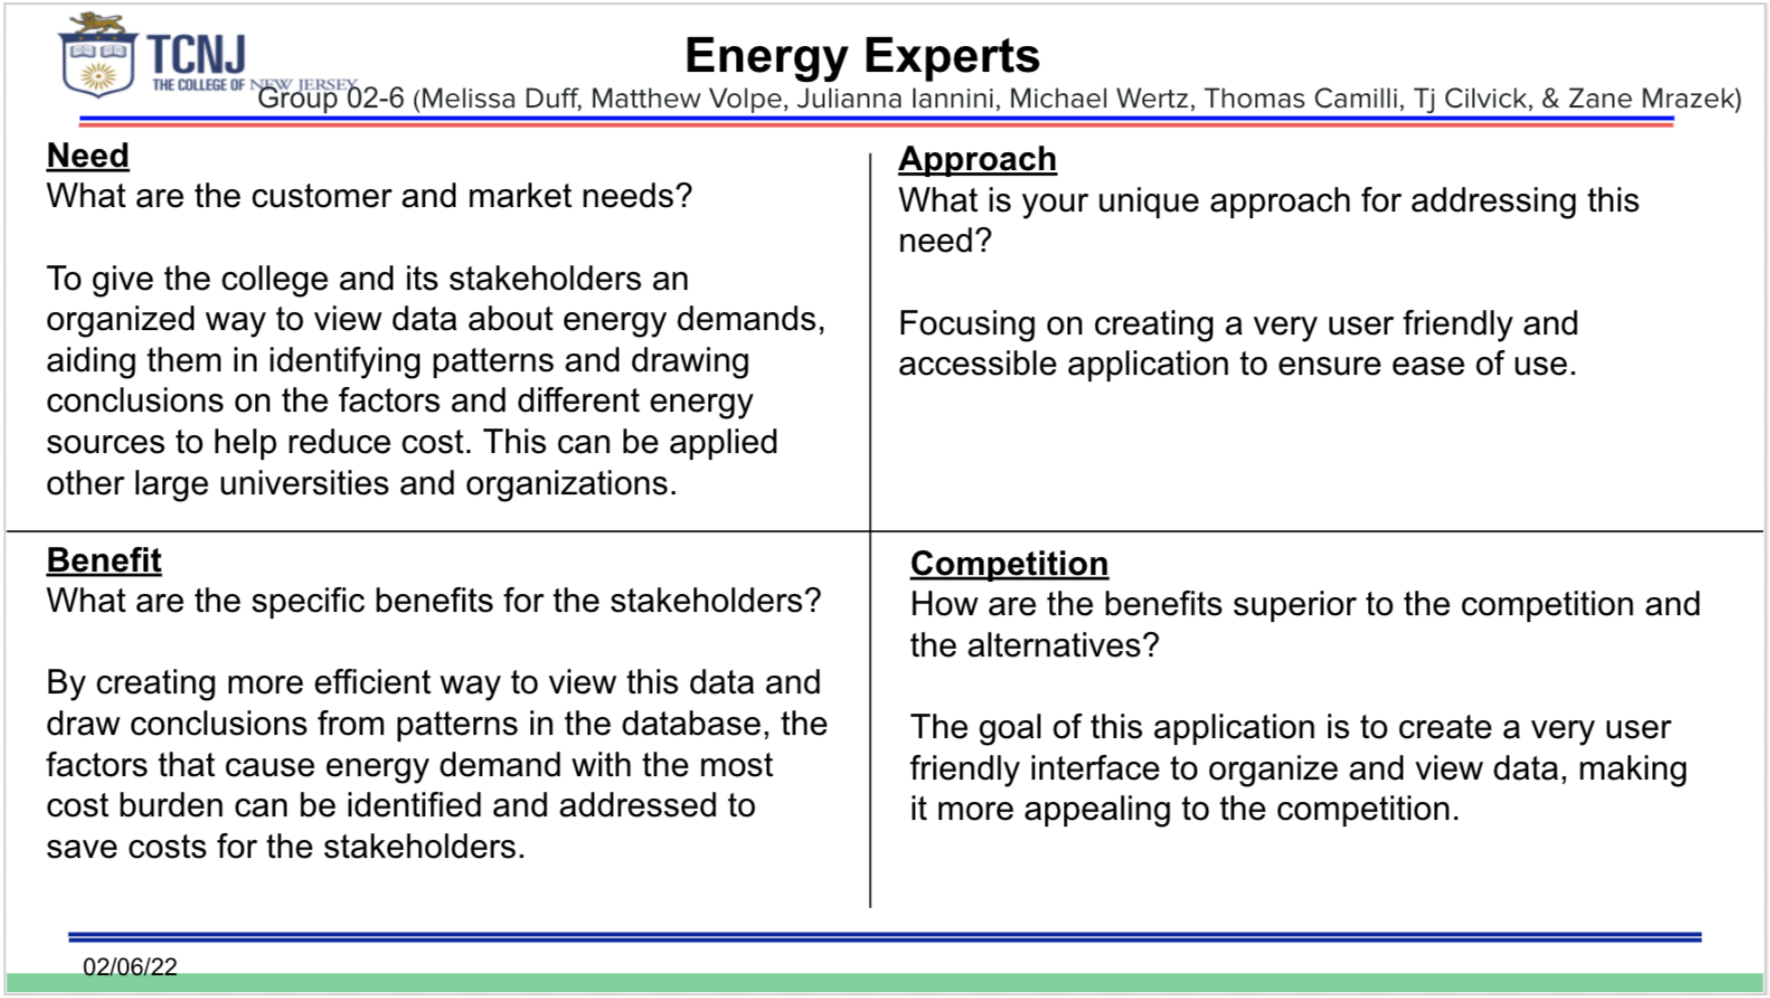 TCNJ
THE COLLEGE OF NEW JERSEY
Energy Experts
Group 02-6 (Melissa Duff, Matthew Volpe, Julianna Iannini, Michael Wertz, Thomas Camilli, Tj Cilvick, & Zane Mrazek)
Need
What are the customer and market needs?
To give the college and its stakeholders an
organized way to view data about energy demands,
aiding them in identifying patterns and drawing
conclusions on the factors and different energy
sources to help reduce cost. This can be applied
other large universities and organizations.
Approach
What is your unique approach for addressing this
need?
Focusing on creating a very user friendly and
accessible application to ensure ease of use.
Benefit
What are the specific benefits for the stakeholders?
By creating more efficient way to view this data and
draw conclusions from patterns in the database, the
factors that cause energy demand with the most
cost burden can be identified and addressed to
save costs for the stakeholders.
Competition
How are the benefits superior to the competition and
the alternatives?
The goal of this application is to create a very user
friendly interface to organize and view data, making
it more appealing to the competition.
02/06/22